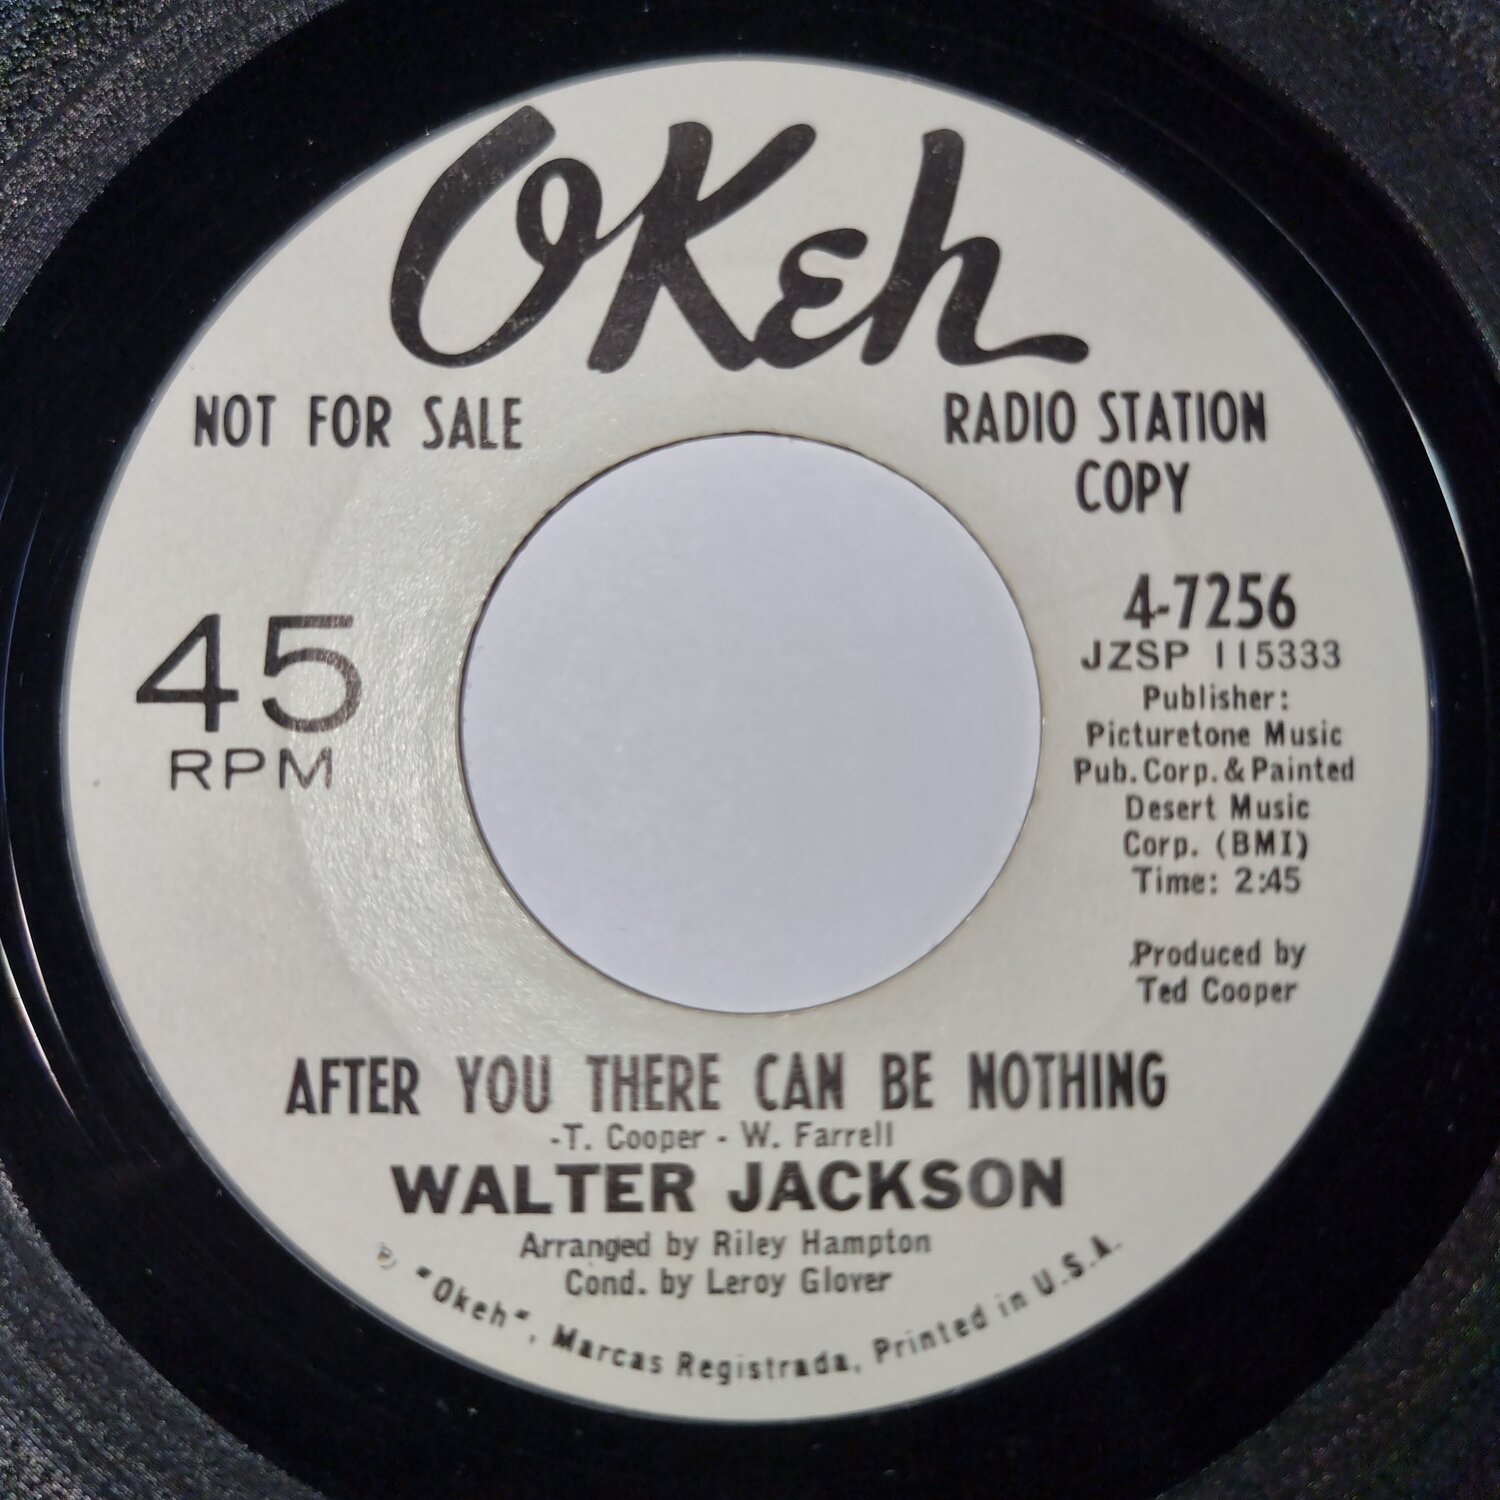 OKeh
NOT FOR SALE
RADIO STATION
COPY
45
RPM
4-7256
JZSP 115333
Publisher:
Picturetone Music
Pub. Corp. & Painted
Desert Music
Corp. (BMI)
Time: 2:45
Produced by
Ted Cooper
AFTER YOU THERE CAN BE NOTHING
-T. Cooper - W. Farrell
WALTER JACKSON
Arranged by Riley Hampton
Cond. by Leroy Glover
"Okeh", Marcas Registrada. Printed in U.S.A.